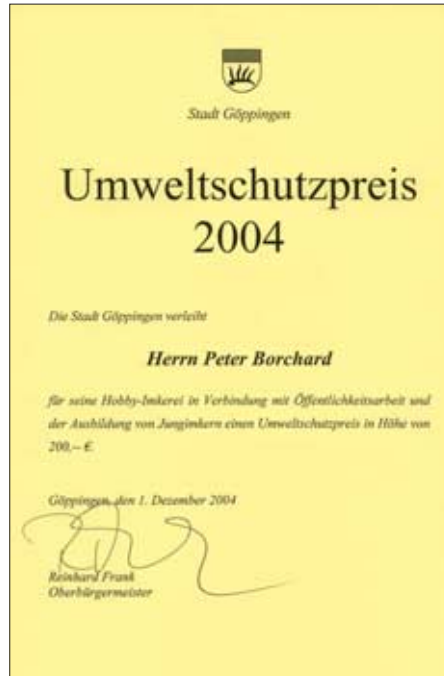 Stadt Göppingen
Umweltschutzpreis
2004
Die Stadt Göppingen verleiht
Herrn Peter Borchard
für seine Hobby-Imkerei in Verbindung mit Öffentlichkeitsarbeit und
der Ausbildung von Jungimkern einen Umweltschutzpreis in Höhe von
200,-- €.
Göppingen, den 1. Dezember 2004
Reinhard Frank
Oberbürgermeister